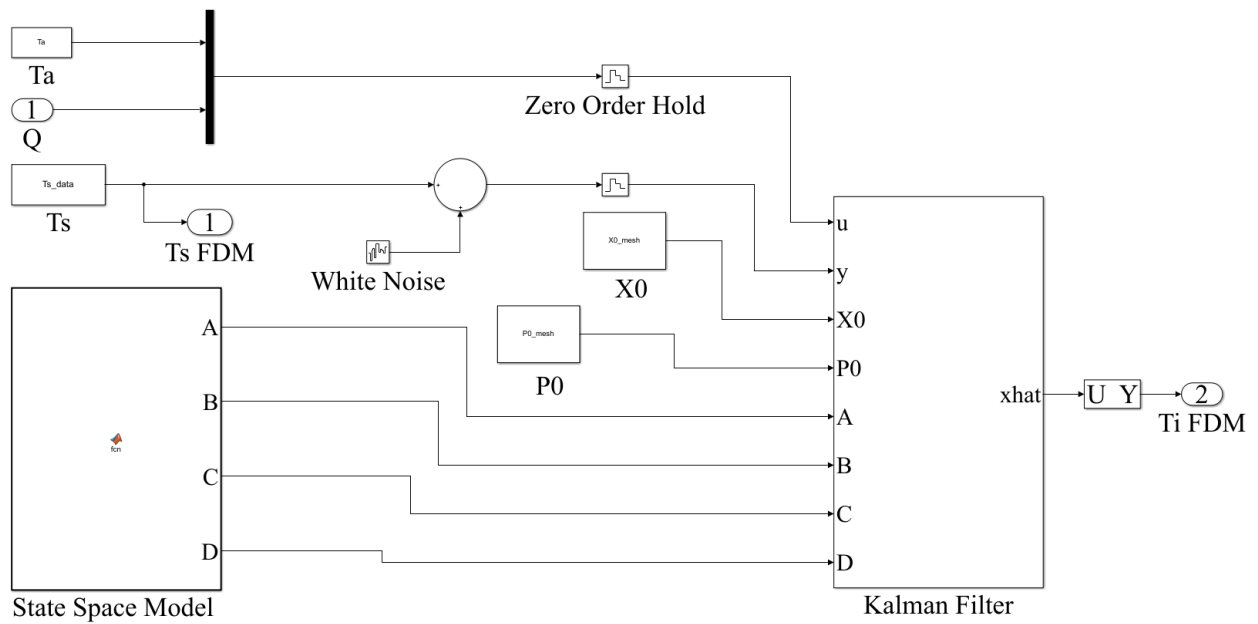 Ta
Ta
1
Q
Zero Order Hold
Ts_data
Ts
1
Ts FDM
+
+
White Noise
X0_mesh
X0
P0_mesh
P0
A
B
C
D
fcn
State Space Model
u
y
X0
P0
A
B
C
D
xhat
Kalman Filter
U Y
2
Ti FDM